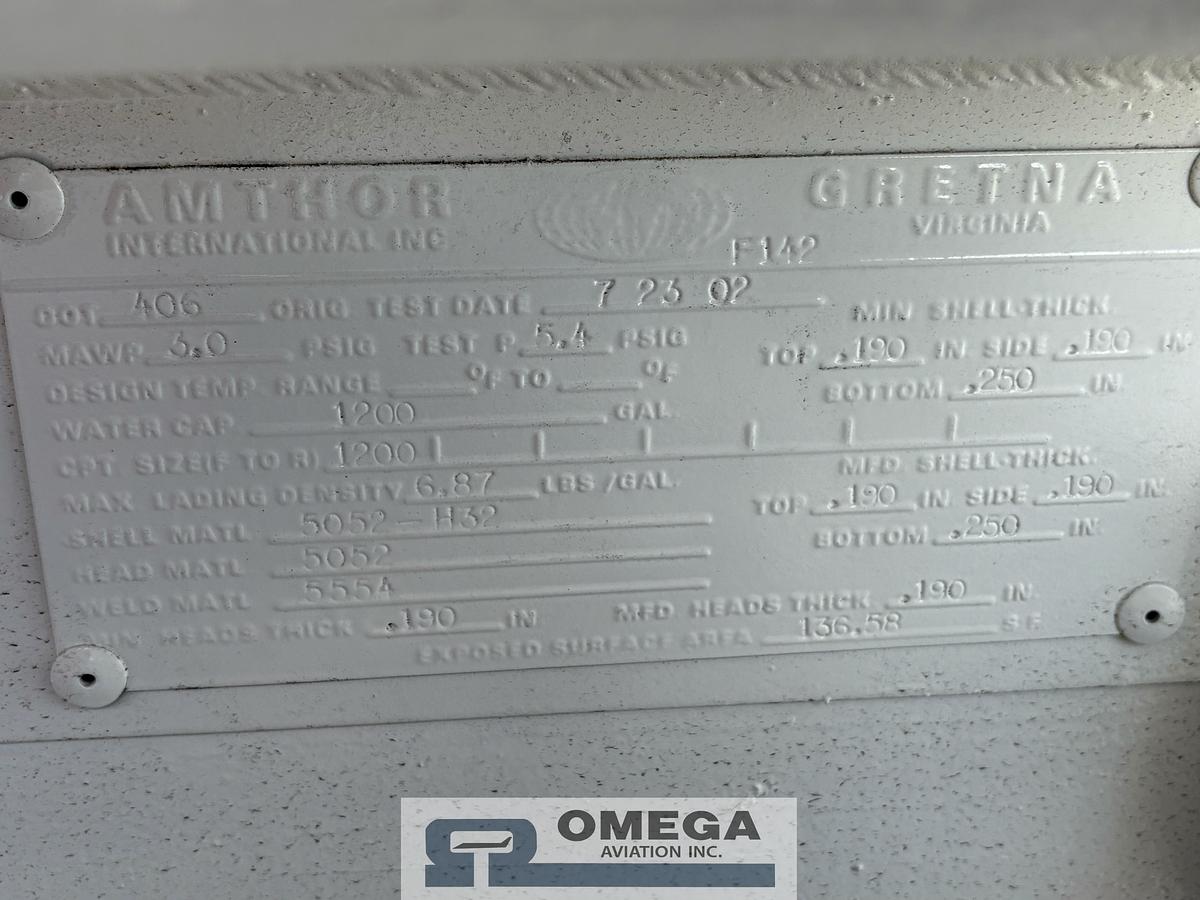 AMTHOR GRETNA
INTERNATIONAL INC VIRGINIA
F142
DOT 406 ORIG TEST DATE 7 23 02 MIN SHELL-THICK.
MAWP 3.0 PSIG TEST P. 5.4 PSIG TOP .190 IN. SIDE .190 IN.
DESIGN TEMP RANGE °F TO °F BOTTOM .250 IN.
WATER CAP 1200 GAL.
CPT SIZE(F TO R) 1200
MAX LADING DENSITY 6.87 LBS/GAL. MFD SHELL-THICK.
SHELL MATL 5052-H32 TOP .190 IN. SIDE .190 IN.
HEAD MATL 5052 BOTTOM .250 IN.
WELD MATL 5554
MIN HEADS THICK .190 IN MFD HEADS THICK .190 IN.
EXPOSED SURFACE AREA 136.58 S.F.
OMEGA
AVIATION INC.